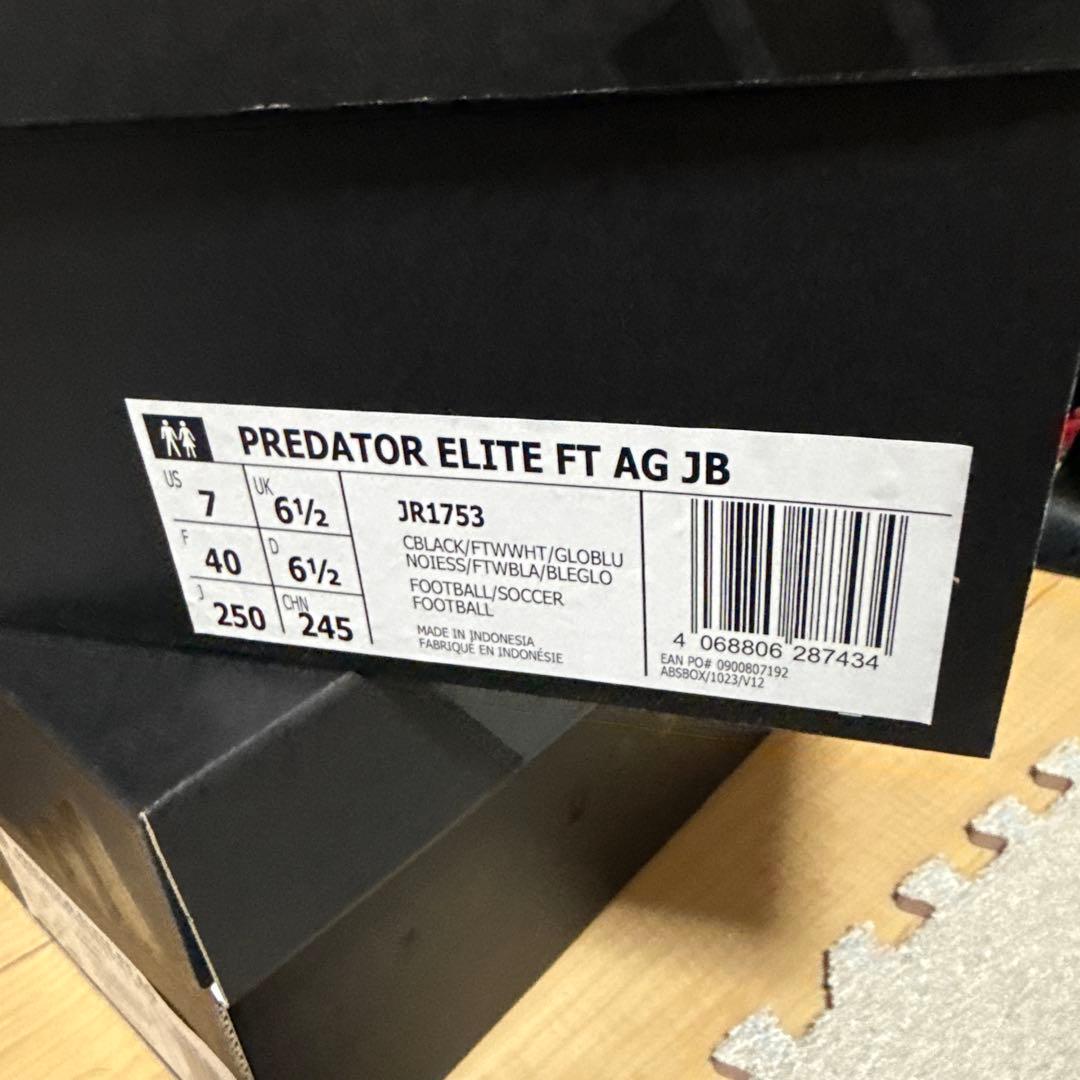 PREDATOR ELITE FT AG JB
US 7 UK 6½
F 40 D 6½
J 250 CHN 245
JR1753
CBLACK/FTWWHT/GLOBLU
NOIESS/FTWBLA/BLEGLO
FOOTBALL/SOCCER
FOOTBALL
MADE IN INDONESIA
FABRIQUÉ EN INDONÉSIE
4 068806 287434
EAN PO# 0900807192
ABSBOX/1023/V12